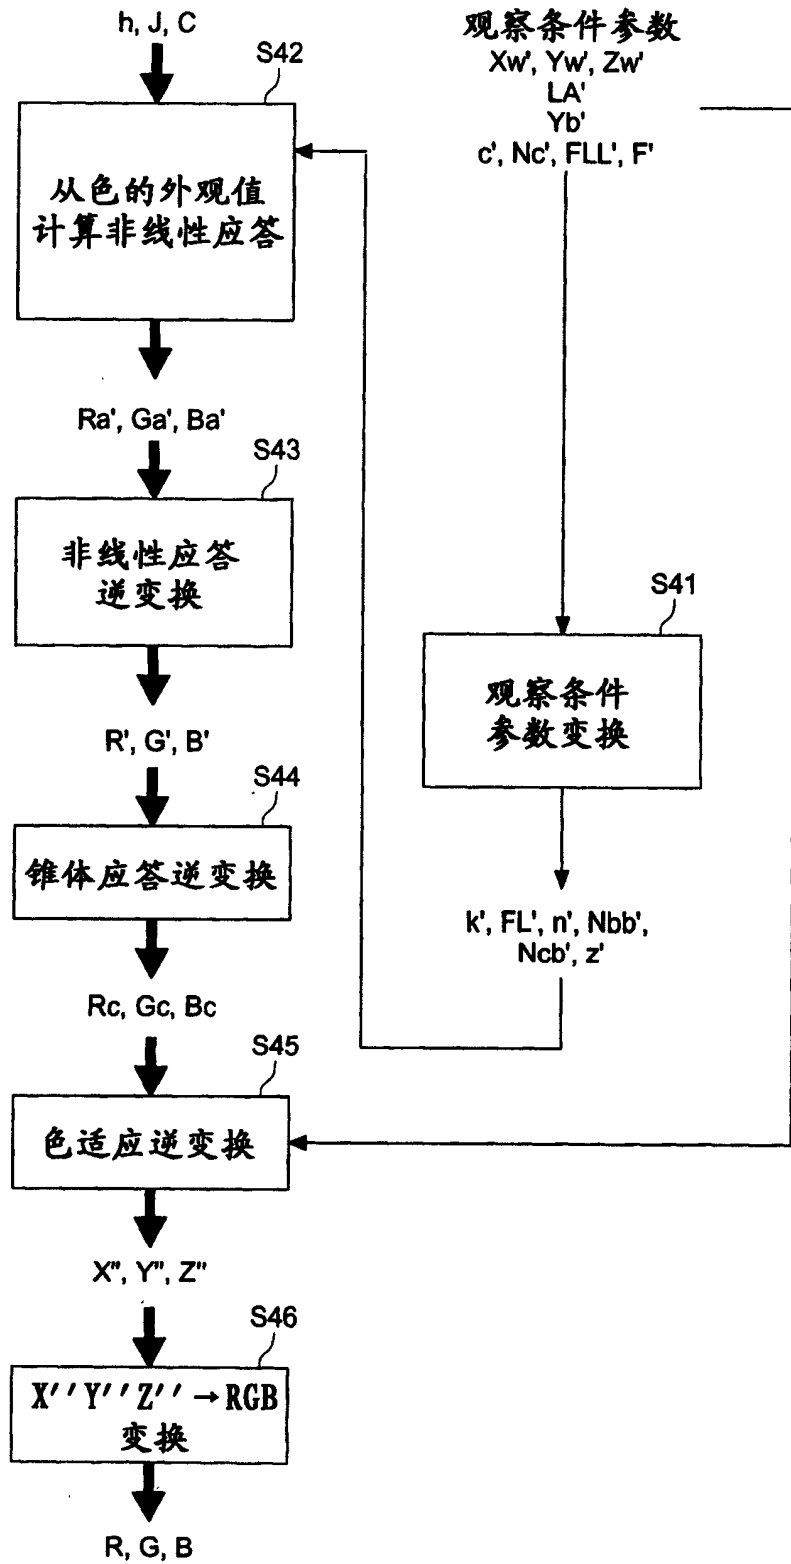 h, J, C
S42
从色的外观值
计算非线性应答
Ra', Ga', Ba'
S43
非线性应答
逆变换
R', G', B'
S44
锥体应答逆变换
Rc, Gc, Bc
S45
色适应逆变换
X", Y", Z"
S46
X''Y''Z''→RGB
变换
R, G, B
观察条件参数
Xw', Yw', Zw'
LA'
Yb'
c', Nc', FLL', F'
S41
观察条件
参数变换
k', FL', n', Nbb',
Ncb', z'